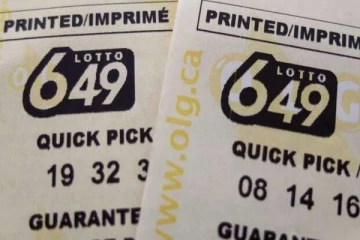 PRINTED/IMPRIMÉ
LOTTO
649
QUICK PICK
19 32 3
GUARANTE
PRINTED/IMPRIM
LOTTO
649
QUICK PICK /
08 14 16
GUARANTE
www.olg.ca